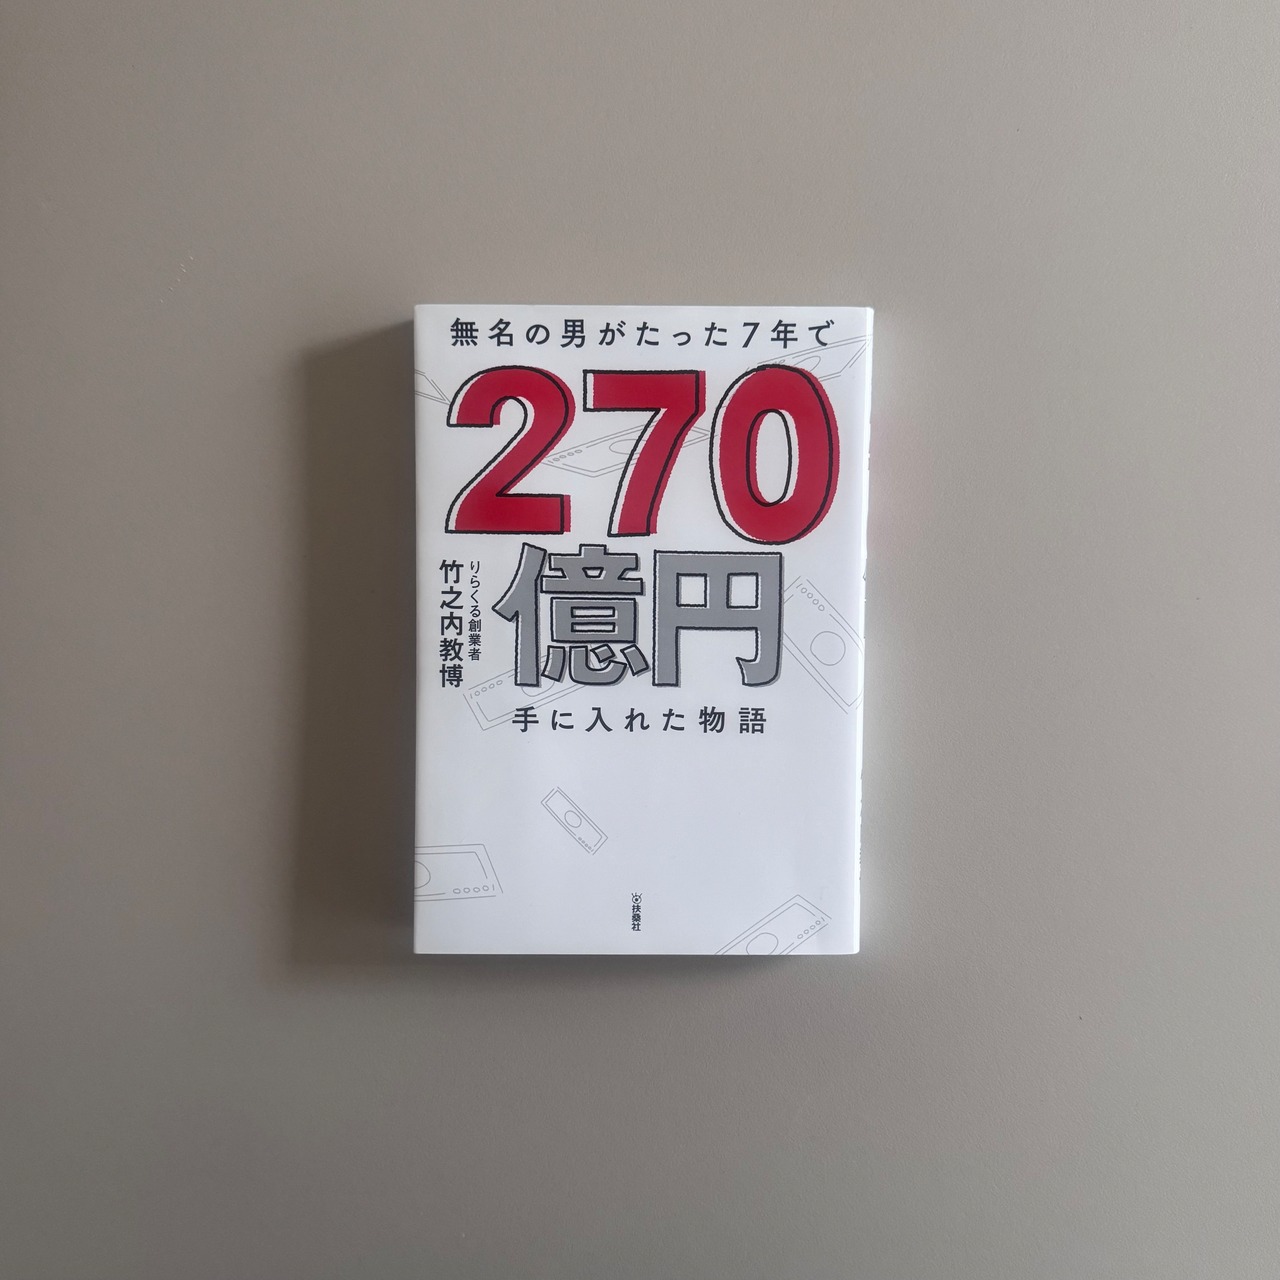 無名の男がたった7年で
270
億円
りらくる創業者
竹之内教博
手に入れた物語
扶桑社